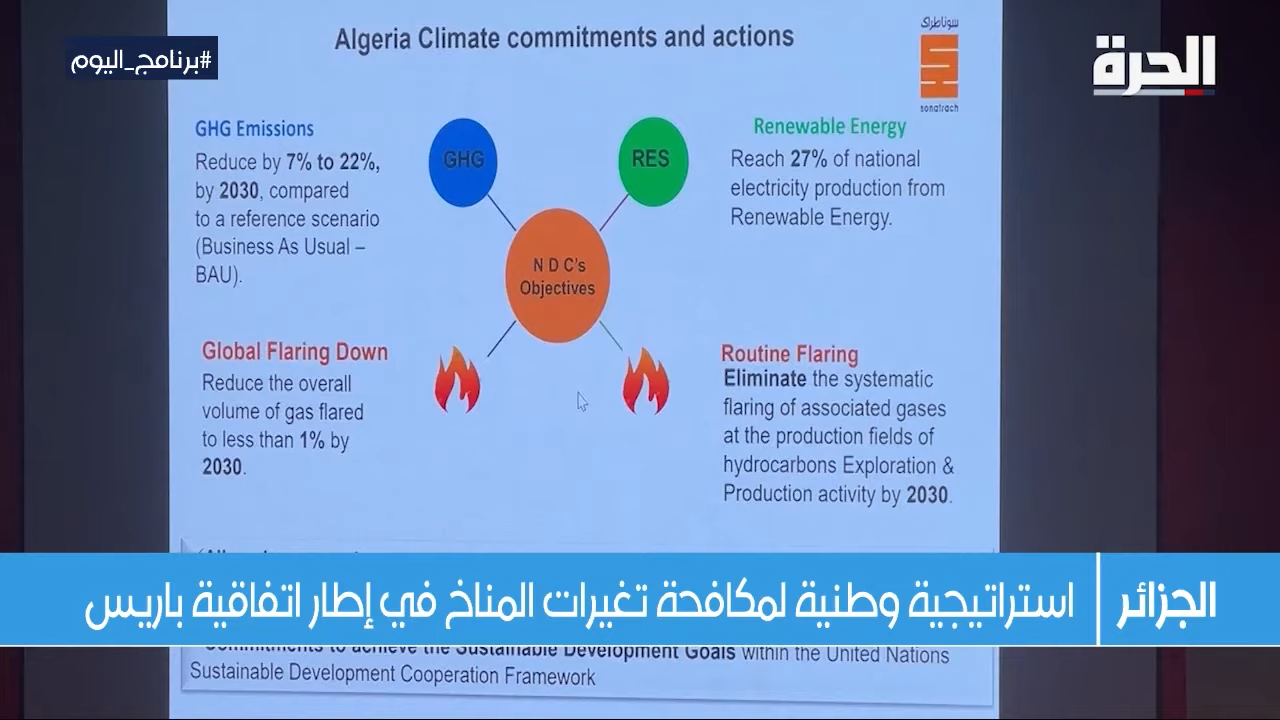 #برنامج_اليوم
الحرة
Algeria Climate commitments and actions
سوناطراك
sonatrach
GHG Emissions
Reduce by 7% to 22%,
by 2030, compared
to a reference scenario
(Business As Usual –
BAU).
GHG
RES
Renewable Energy
Reach 27% of national
electricity production from
Renewable Energy.
N D C's
Objectives
Global Flaring Down
Reduce the overall
volume of gas flared
to less than 1% by
2030.
Routine Flaring
Eliminate the systematic
flaring of associated gases
at the production fields of
hydrocarbons Exploration &
Production activity by 2030.
الجزائر
استراتيجية وطنية لمكافحة تغيرات المناخ في إطار اتفاقية باريس
Commitments to achieve the Sustainable Development Goals within the United Nations
Sustainable Development Cooperation Framework